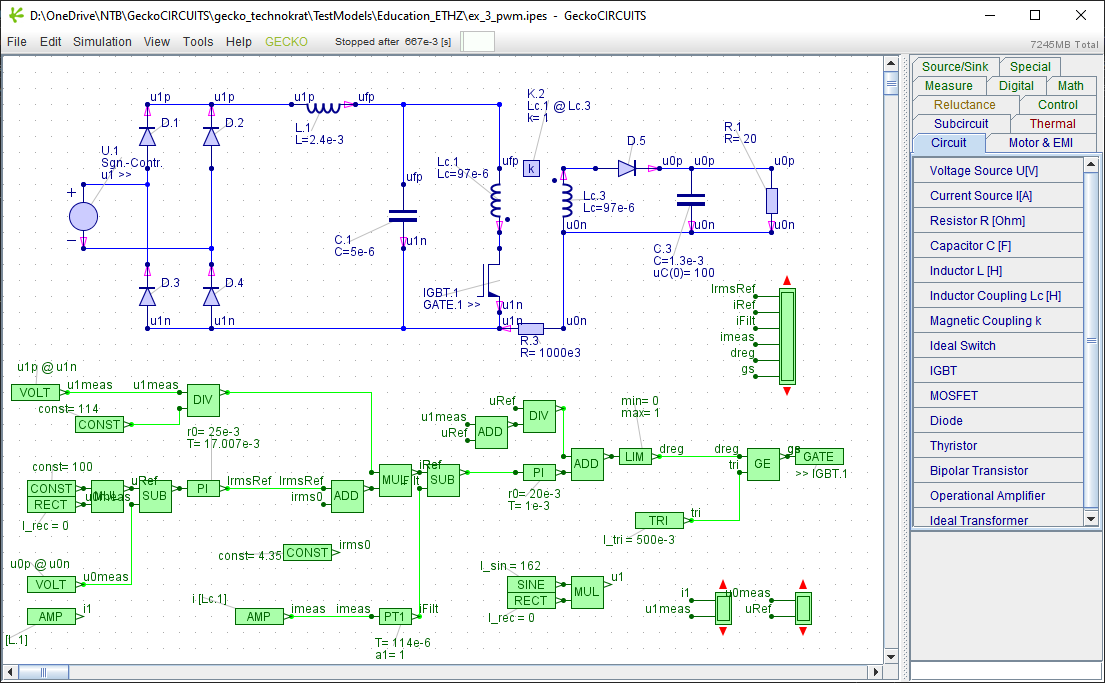 D:\OneDrive\NTB\GeckoCIRCUITS\gecko_technokrat\TestModels\Education_ETHZ\ex_3_pwm.ipes - GeckoCIRCUITS
File Edit Simulation View Tools Help GECKO Stopped after 667e-3 [s]
7245MB Total
Source/Sink Special
Measure Digital Math
Reluctance Control
Subcircuit Thermal
Circuit Motor & EMI
Voltage Source U[V]
Current Source I[A]
Resistor R [Ohm]
Capacitor C [F]
Inductor L [H]
Inductor Coupling Lc [H]
Magnetic Coupling k
Ideal Switch
IGBT
MOSFET
Diode
Thyristor
Bipolar Transistor
Operational Amplifier
Ideal Transformer
u1p u1p u1p ufp
D.1 D.2
L.1
L=2.4e-3
U.1
Sgn.-Contr.
u1 >>
+
−
D.3 D.4
u1n u1n
ufp
u1n
C.1
C=5e-6
K.2
Lc.1 @ Lc.3
k= 1
Lc.1
Lc=97e-6
ufp
k
Lc.3
Lc=97e-6
u0n
D.5
u0p u0p
R.1
R= 20
u0p
u0n u0n
C.3
C=1.3e-3
uC(0)= 100
IGBT.1
GATE.1 >>
u1n
u1n u0n
R.3
R= 1000e3
IrmsRef
iRef
iFilt
imeas
dreg
gs
u1p @ u1n
VOLT u1meas u1meas DIV
const= 114
CONST
r0= 25e-3
T= 17.007e-3
const= 100
CONST
RECT
I_rec = 0
MUL
u0meas
uRef
SUB
PI
IrmsRef IrmsRef
irms0
ADD
MUL
iRef
iFilt
SUB
uRef
u1meas
uRef
ADD
DIV
PI
r0= 20e-3
T= 1e-3
ADD
min= 0
max= 1
LIM
dreg dreg
tri
GE
gs
GATE
>> IGBT.1
TRI
tri
I_tri = 500e-3
u0p @ u0n
VOLT u0meas
AMP i1
[L.1]
const= 4.35 CONST irms0
i [Lc.1]
AMP imeas imeas PT1 iFilt
T= 114e-6
a1= 1
I_sin = 162
SINE
RECT
I_rec = 0
MUL
u1
i1
u1meas
u0meas
uRef